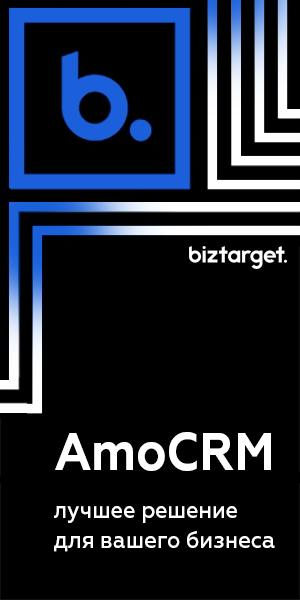 b.
biztarget.
AmoCRM
лучшее решение
для вашего бизнеса